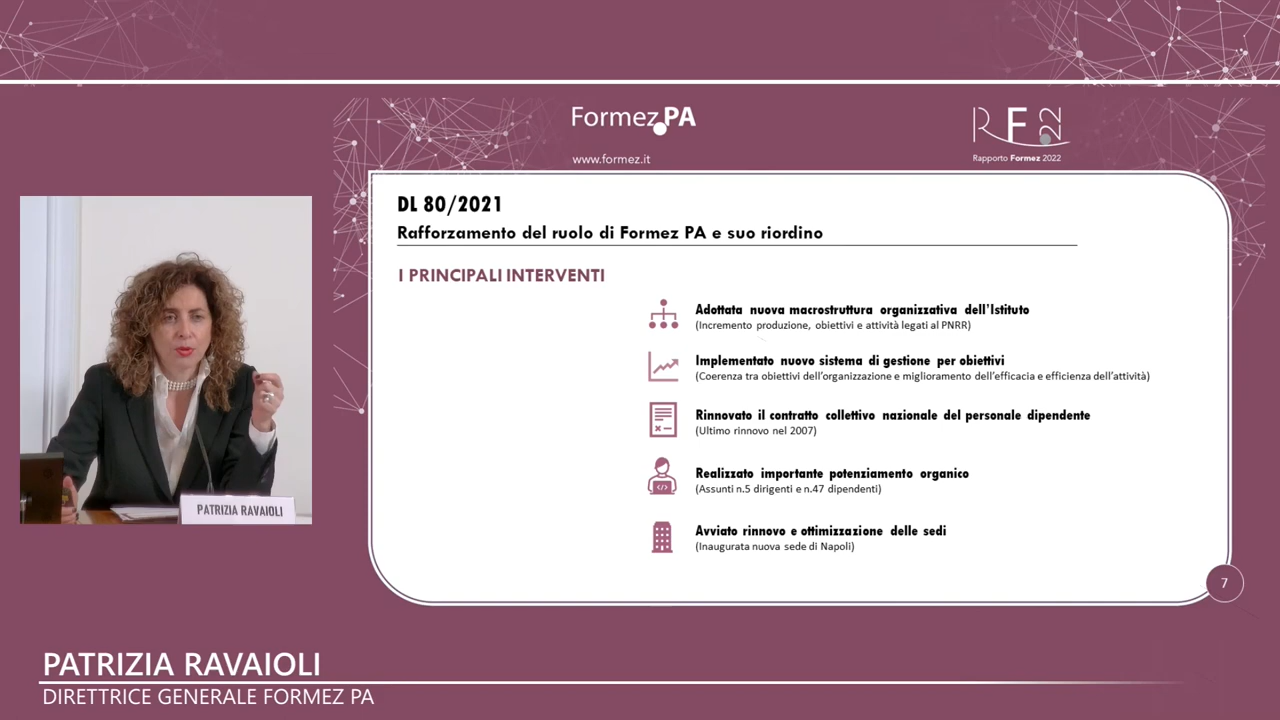 Formez PA
www.formez.it
RF22
Rapporto Formez 2022
DL 80/2021
Rafforzamento del ruolo di Formez PA e suo riordino
I PRINCIPALI INTERVENTI
Adottata nuova macrostruttura organizzativa dell'Istituto
(Incremento produzione, obiettivi e attività legati al PNRR)
Implementato nuovo sistema di gestione per obiettivi
(Coerenza tra obiettivi dell'organizzazione e miglioramento dell'efficacia e efficienza dell'attività)
Rinnovato il contratto collettivo nazionale del personale dipendente
(Ultimo rinnovo nel 2007)
Realizzato importante potenziamento organico
(Assunti n.5 dirigenti e n.47 dipendenti)
Avviato rinnovo e ottimizzazione delle sedi
(Inaugurata nuova sede di Napoli)
7
PATRIZIA RAVAIOLI
PATRIZIA RAVAIOLI
DIRETTRICE GENERALE FORMEZ PA